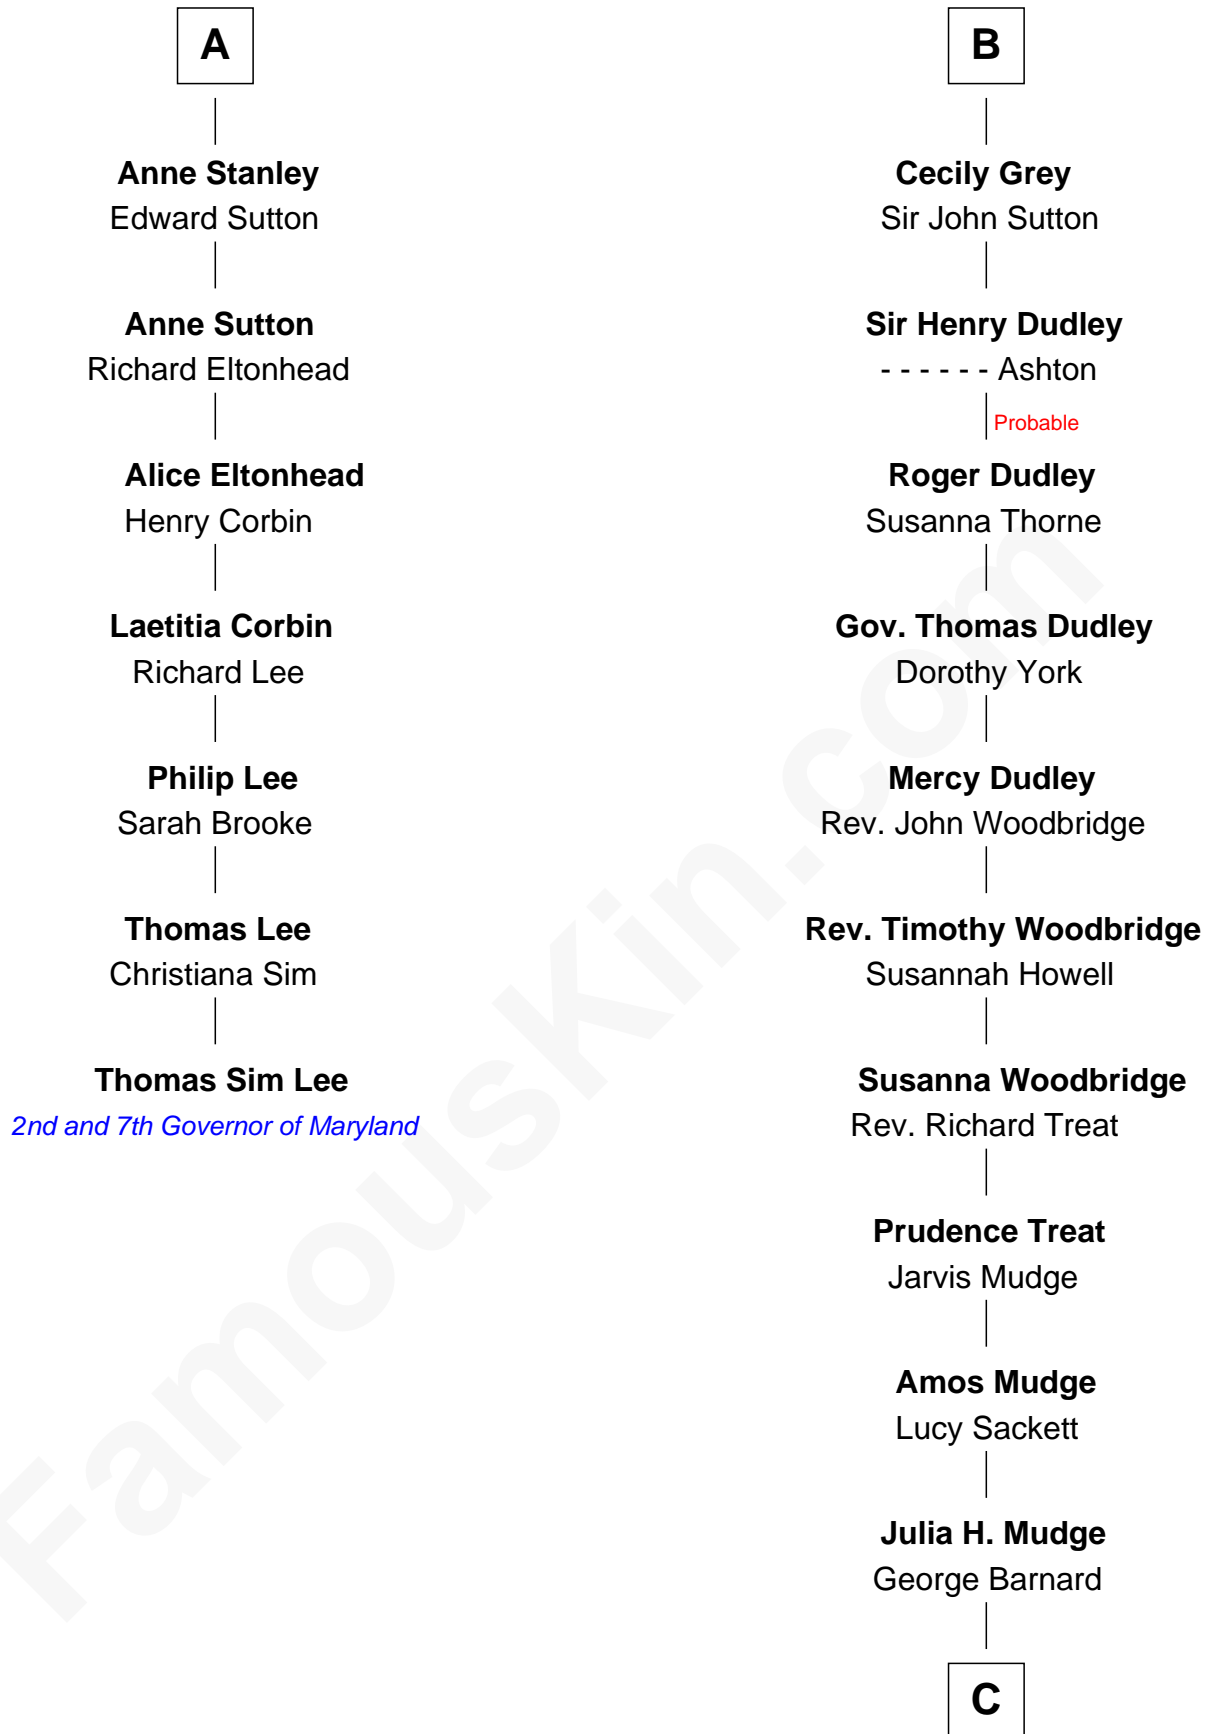 A
Anne Stanley
Edward Sutton
Anne Sutton
Richard Eltonhead
Alice Eltonhead
Henry Corbin
Laetitia Corbin
Richard Lee
Philip Lee
Sarah Brooke
Thomas Lee
Christiana Sim
Thomas Sim Lee
2nd and 7th Governor of Maryland
B
Cecily Grey
Sir John Sutton
Sir Henry Dudley
- - - - - - Ashton
Probable
Roger Dudley
Susanna Thorne
Gov. Thomas Dudley
Dorothy York
Mercy Dudley
Rev. John Woodbridge
Rev. Timothy Woodbridge
Susannah Howell
Susanna Woodbridge
Rev. Richard Treat
Prudence Treat
Jarvis Mudge
Amos Mudge
Lucy Sackett
Julia H. Mudge
George Barnard
C
FamousKin.com